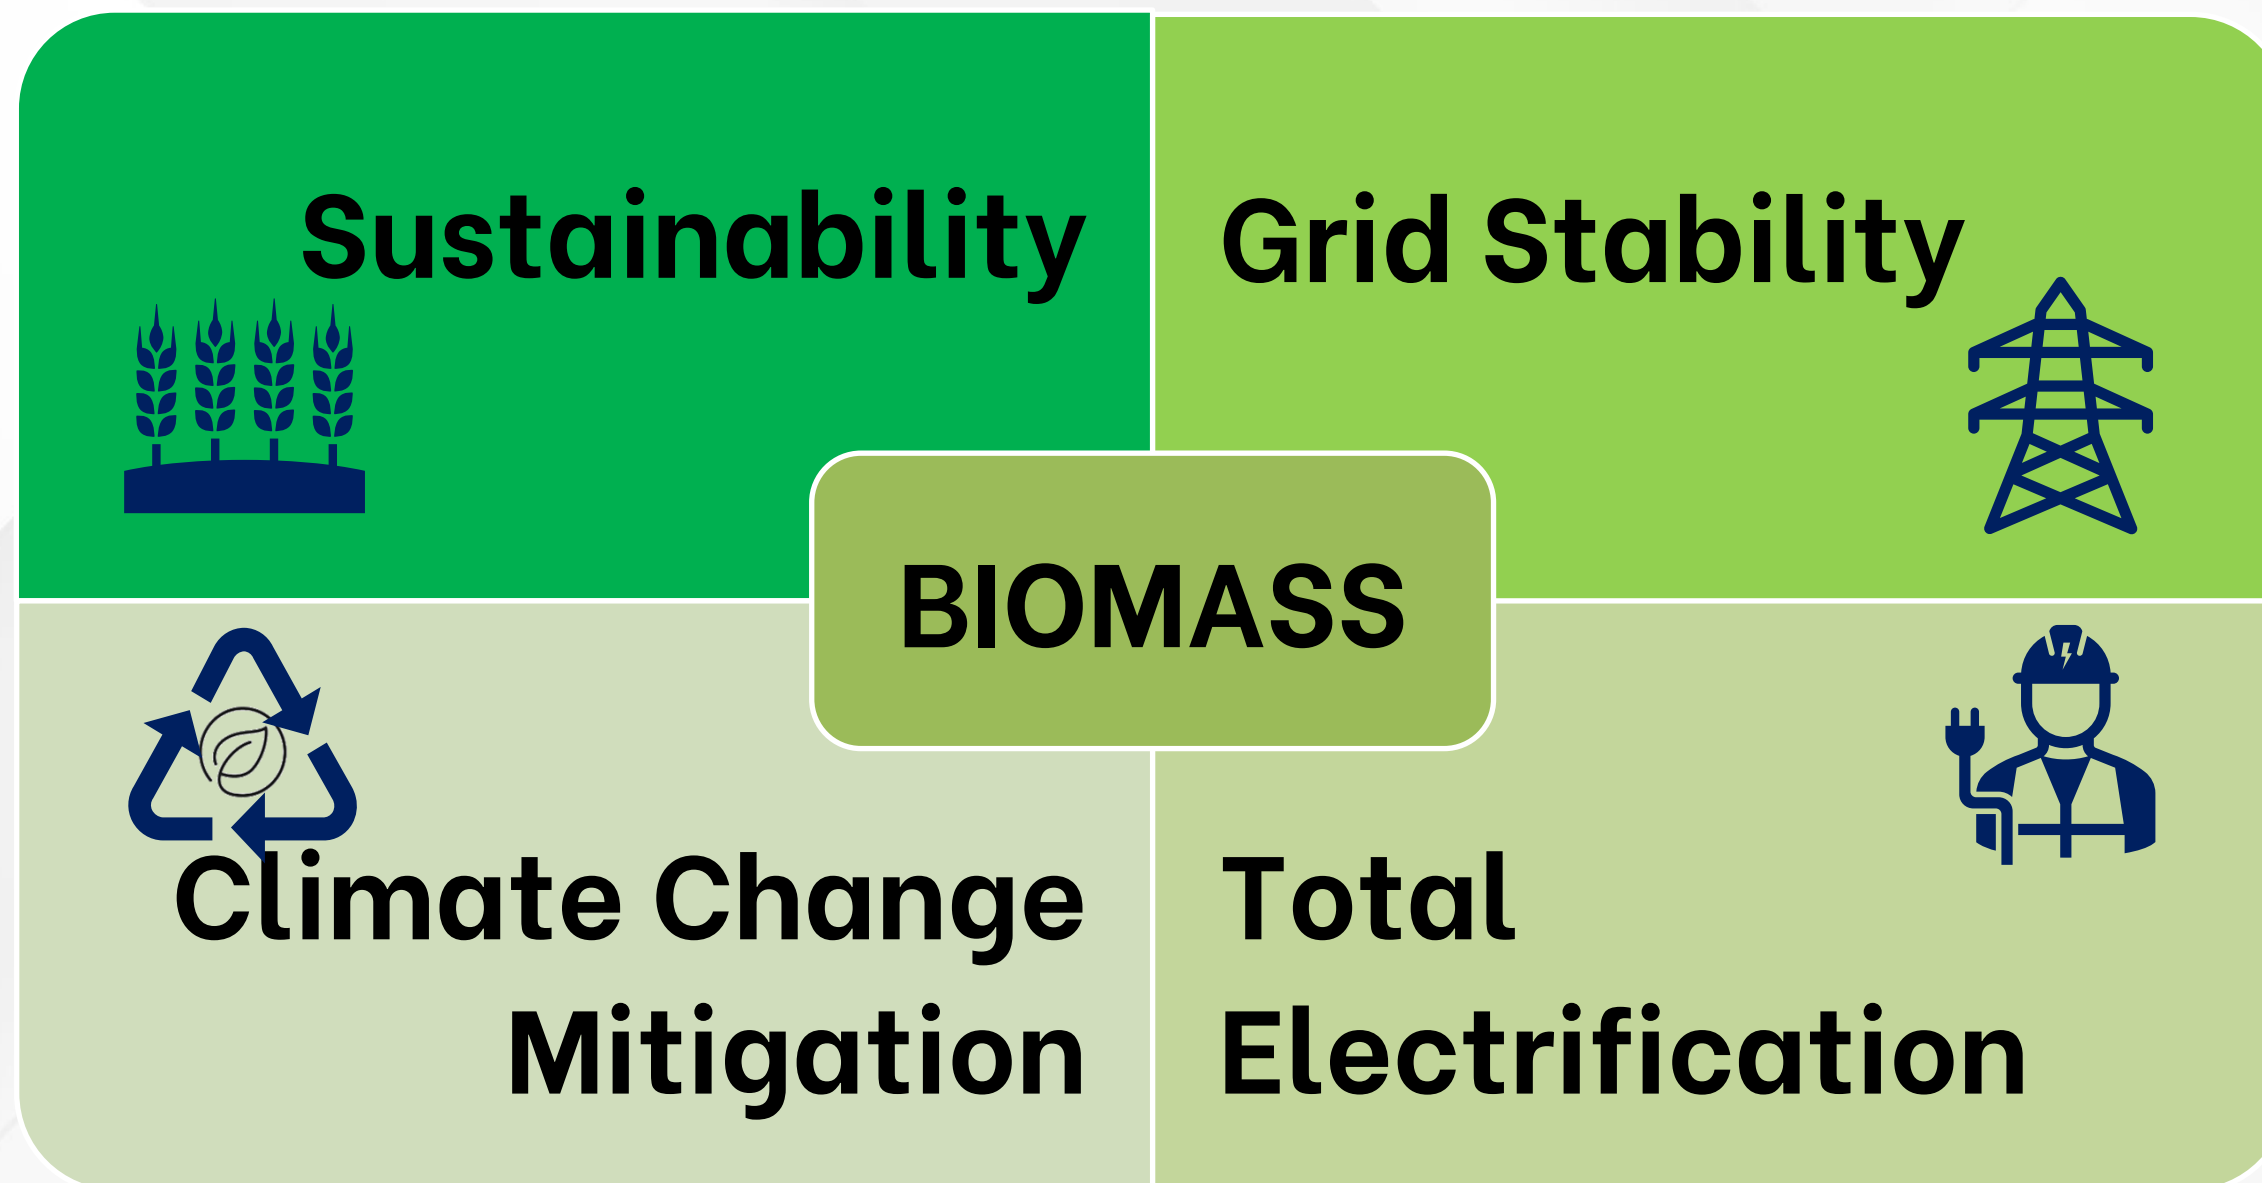 Sustainability
Grid Stability
BIOMASS
Climate Change
Mitigation
Total
Electrification